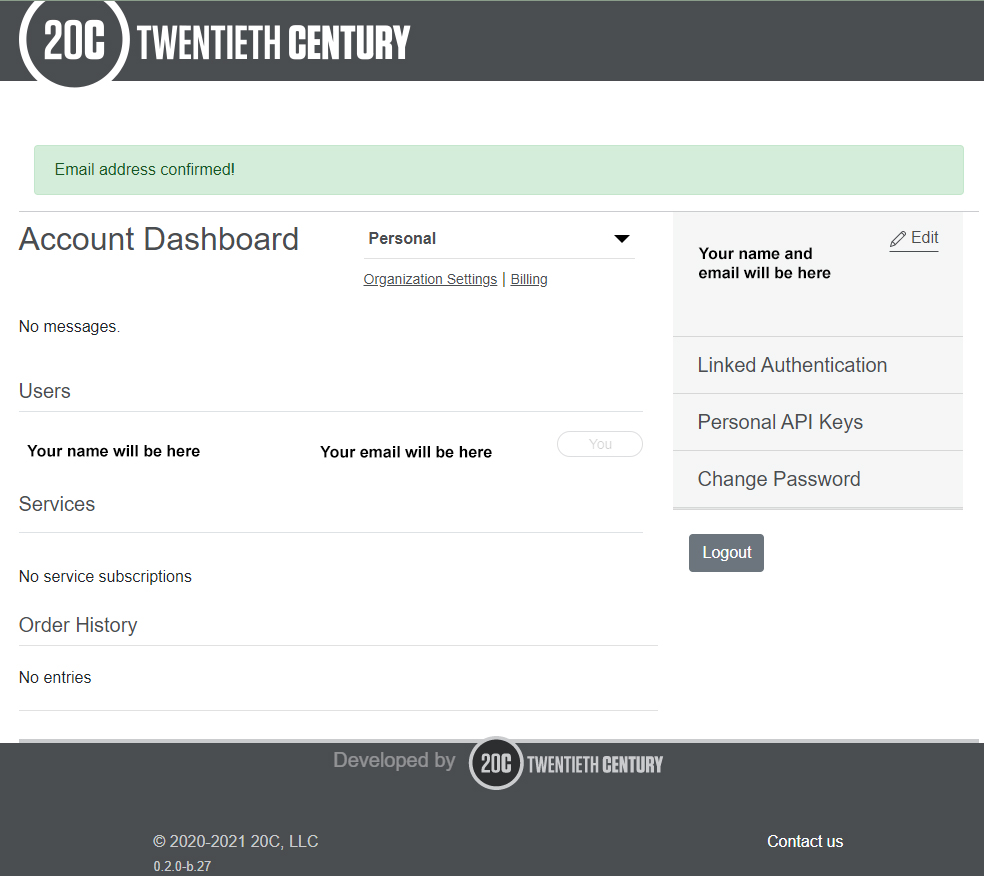 20C TWENTIETH CENTURY
Email address confirmed!
Account Dashboard
Personal
Organization Settings | Billing
Your name and
email will be here
Edit
No messages.
Linked Authentication
Users
Personal API Keys
Your name will be here
Your email will be here
You
Change Password
Services
Logout
No service subscriptions
Order History
No entries
Developed by 20C TWENTIETH CENTURY
© 2020-2021 20C, LLC
Contact us
0.2.0-b.27